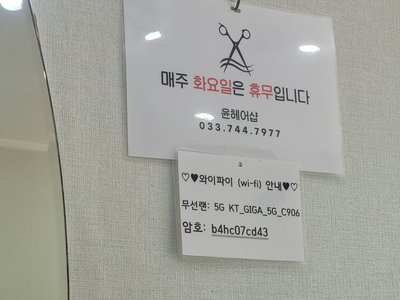 매주 화요일은 휴무입니다
윤헤어샵
033.744.7977
♡♥와이파이 (wi-fi) 안내♥♡
무선랜: 5G KT_GIGA_5G_C906
암호: b4hc07cd43